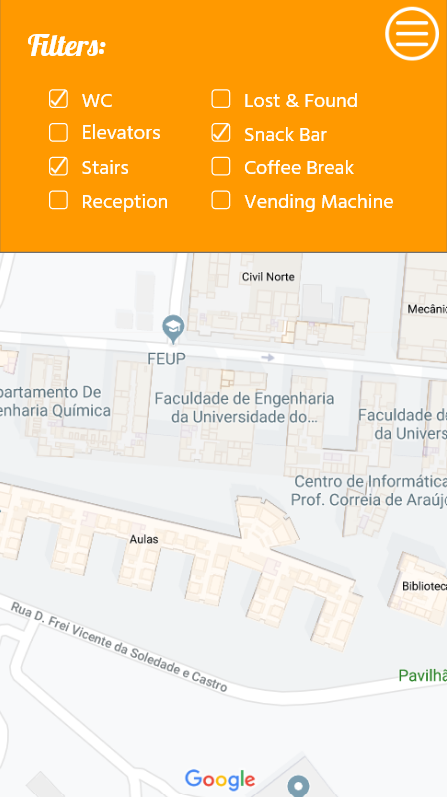 Filters:
WC
Lost & Found
Elevators
Snack Bar
Stairs
Coffee Break
Reception
Vending Machine
Civil Norte
Mecânic
FEUP
partamento De
enharia Química
Faculdade de Engenharia
da Universidade do...
Faculdade d
da Univers
Centro de Informática
Prof. Correia de Araújo
Aulas
Biblioteca
Rua D. Frei Vicente da Soledade e Castro
Pavilhã
Google